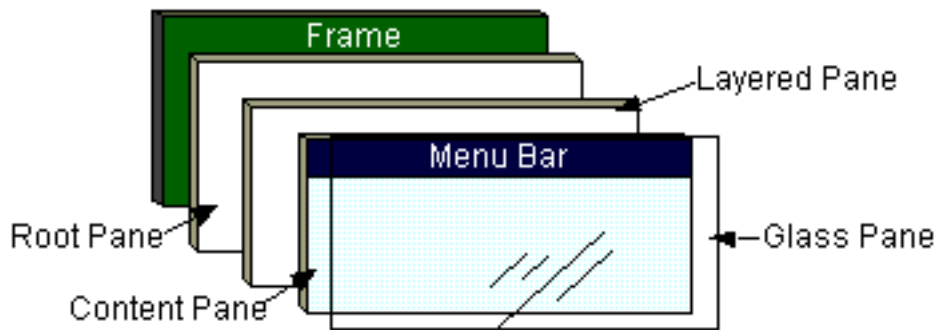 Frame
Layered Pane
Menu Bar
Root Pane
Glass Pane
Content Pane